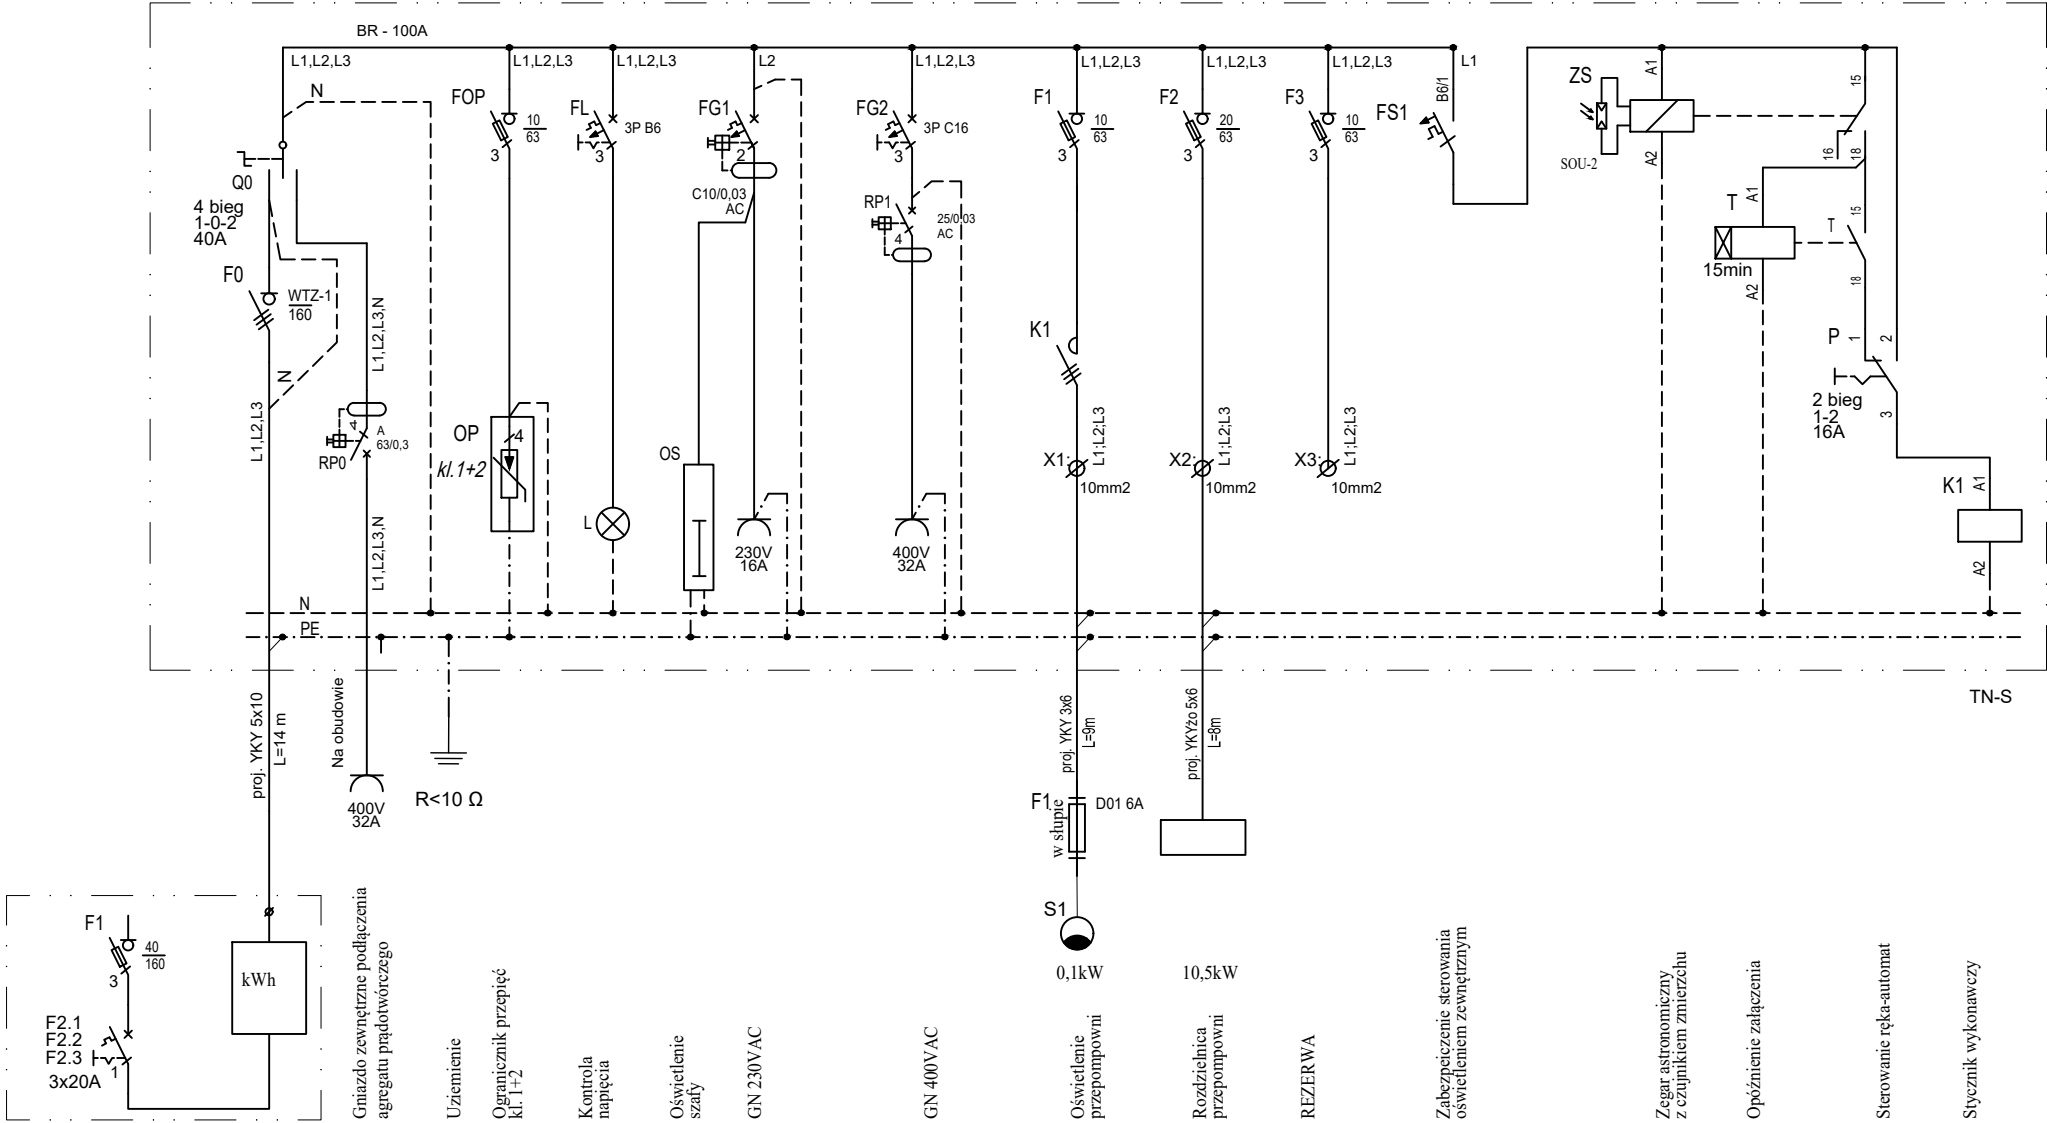 BR - 100A
L1,L2,L3
N
Q0
4 bieg
1-0-2
40A
F0
WTZ-1
160
N
L1,L2,L3
L1,L2,L3,N
4
A
63/0,3
RP0
L1,L2,L3,N
L1,L2,L3
FOP
10
63
3
OP
4
kl.1+2
L1,L2,L3
FL
3P B6
3
L
L2
FG1
2
C10/0,03
AC
OS
230V
16A
L1,L2,L3
FG2
3P C16
3
RP1
25/0,03
AC
4
400V
32A
L1,L2,L3
F1
10
63
3
K1
L1;L2;L3
X1:
10mm2
L1,L2,L3
F2
20
63
3
L1;L2;L3
X2:
10mm2
L1,L2,L3
F3
10
63
3
L1;L2;L3
X3:
10mm2
L1
B6/1
FS1
ZS
SOU-2
A1
A2
15
16
18
T
A1
15min
A2
15
T
18
P
1
2
2 bieg
1-2
16A
3
K1
A1
A2
N
PE
TN-S
proj. YKY 5x10
L=14 m
Na obudowie
400V
32A
R<10 Ω
proj. YKY 3x6
L=9m
F1
w słupie
D01 6A
S1
0,1kW
proj. YKYżo 5x6
L=8m
10,5kW
F1
40
160
3
F2.1
F2.2
F2.3
3x20A
1
kWh
Gniazdo zewnętrzne podłączenia
agregatu prądotwórczego
Uziemienie
Ogranicznik przepięć
kl. 1+2
Kontrola
napięcia
Oświetlenie
szafy
GN 230VAC
GN 400VAC
Oświetlenie
przepompowni
Rozdzielnica
przepompowni
REZERWA
Zabezpeiczenie sterowania
oświetleniem zewnętrznym
Zegar astronomiczny
z czujnikiem zmierzchu
Opóźnienie załączenia
Sterowanie ręka-automat
Stycznik wykonawczy